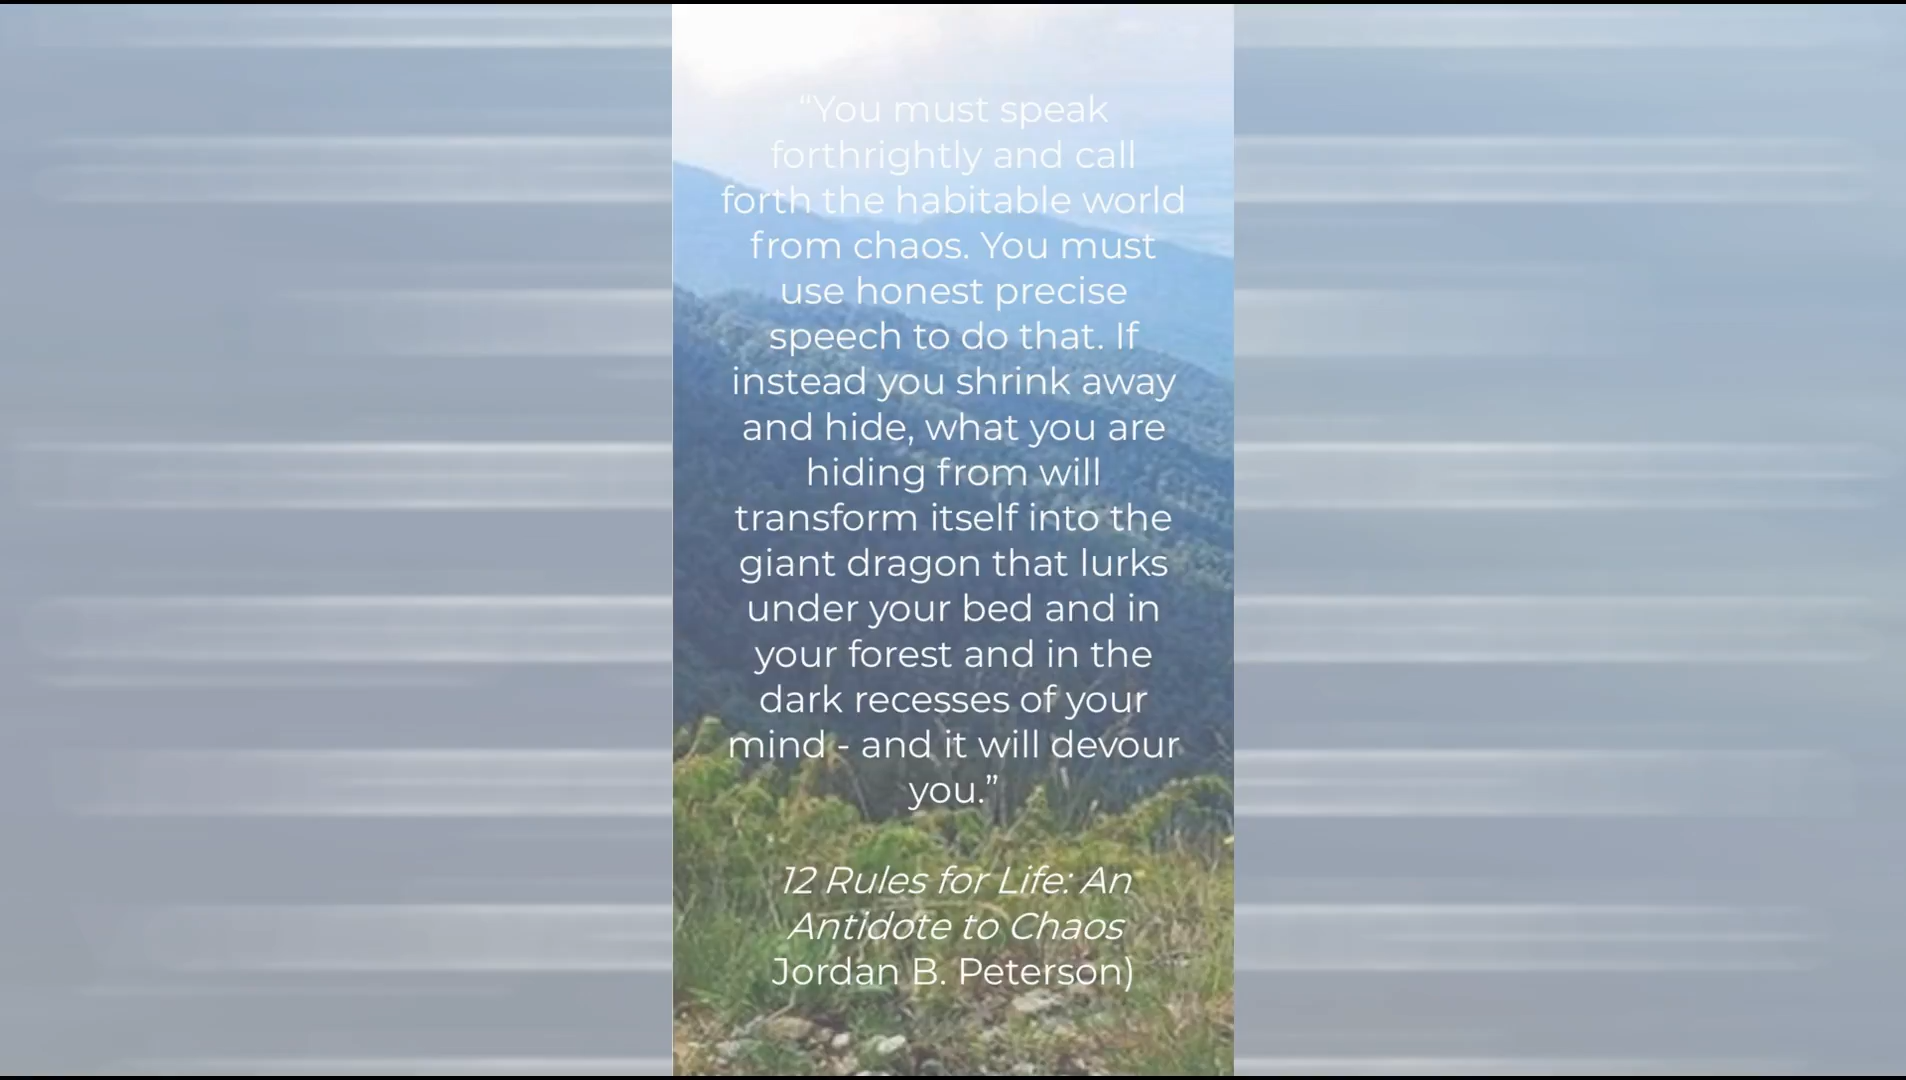 “You must speak
forthrightly and call
forth the habitable world
from chaos. You must
use honest precise
speech to do that. If
instead you shrink away
and hide, what you are
hiding from will
transform itself into the
giant dragon that lurks
under your bed and in
your forest and in the
dark recesses of your
mind - and it will devour
you.”
12 Rules for Life: An
Antidote to Chaos
Jordan B. Peterson)